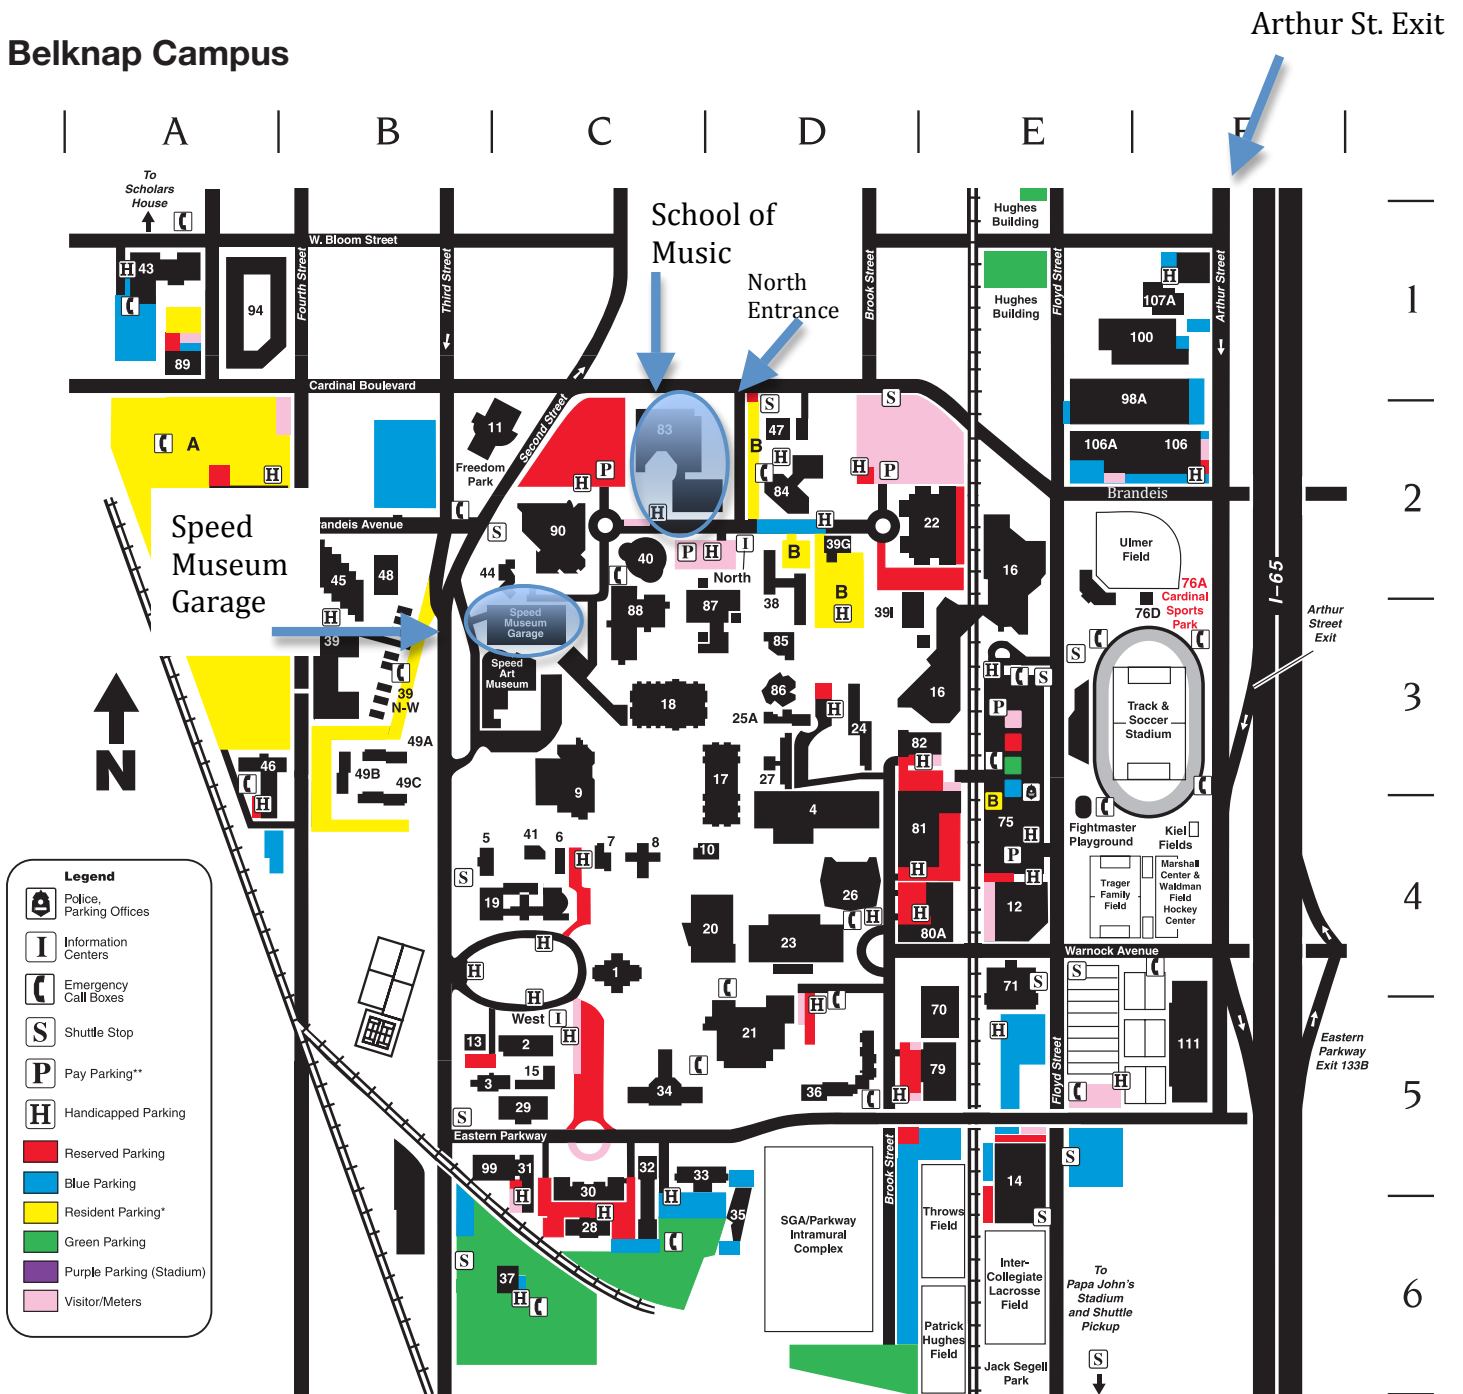 Arthur St. Exit
Belknap Campus
A
B
C
D
E
F
To
Scholars
House
W. Bloom Street
Fourth Street
Third Street
Second Street
Brook Street
Floyd Street
Arthur Street
School of
Music
North
Entrance
Hughes
Building
Hughes
Building
1
H
43
94
89
107A
H
100
Cardinal Boulevard
98A
A
H
11
Freedom
Park
83
P
H
H
S
47
H
B
84
S
H
P
106A
106
H
2
Brandeis
Speed
Museum
Garage
randeis Avenue
S
90
40
P
H
I
North
H
39G
B
B
H
22
16
Ulmer
Field
76A
Cardinal
Sports
Park
76D
I-65
Arthur
Street
Exit
45
48
H
39
39
N-W
44
Speed
Museum
Garage
Speed
Art
Museum
88
87
38
39I
85
86
25A
H
24
18
16
H
S
P
S
Track &
Soccer
Stadium
3
N
46
H
49A
49B
49C
9
17
27
4
82
H
81
H
B
75
H
P
H
Fightmaster
Playground
Kiel
Fields
Trager
Family
Field
Marshall
Center &
Waldman
Field
Hockey
Center
5
41
6
H
7
8
10
S
19
H
20
26
H
23
H
80A
12
4
Warnock Avenue
H
1
H
West
I
H
H
21
70
71
S
S
H
111
Eastern
Parkway
Exit 133B
13
2
15
3
29
S
34
36
79
H
Floyd Street
H
5
Eastern Parkway
99
31
H
30
H
28
32
33
H
35
S
37
H
SGA/Parkway
Intramural
Complex
Brook Street
Throws
Field
Patrick
Hughes
Field
14
S
S
Inter-
Collegiate
Lacrosse
Field
Jack Segell
Park
To
Papa John's
Stadium
and Shuttle
Pickup
S
6
Legend
Police,
Parking Offices
I Information
Centers
Emergency
Call Boxes
S Shuttle Stop
P Pay Parking**
H Handicapped Parking
Reserved Parking
Blue Parking
Resident Parking*
Green Parking
Purple Parking (Stadium)
Visitor/Meters